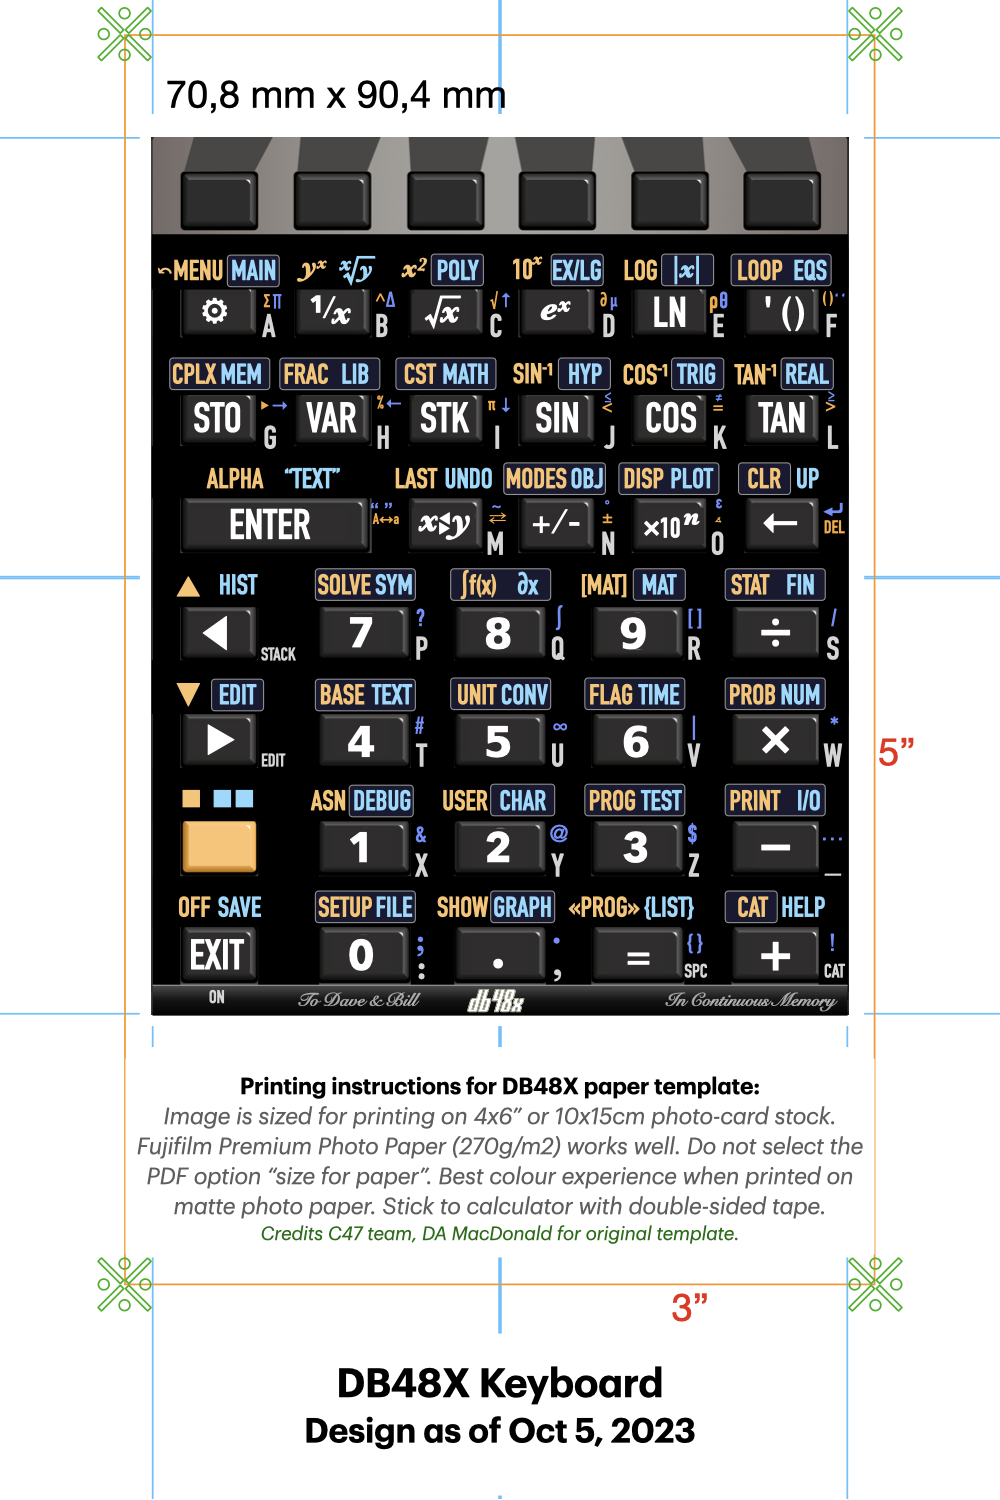 70,8 mm x 90,4 mm
⤺MENU MAIN yˣ ˣ√y x² POLY 10ˣ EX/LG LOG |x| LOOP EQS
⚙ ΣΠ A 1/x ^Δ B √x √↑ C eˣ ∂μ D LN ρθ E '() ()·· F
CPLX MEM FRAC LIB CST MATH SIN⁻¹ HYP COS⁻¹ TRIG TAN⁻¹ REAL
STO ▸→ G VAR %← H STK π↓ I SIN ≤ < J COS ≠ = K TAN ≥ > L
ALPHA “TEXT” LAST UNDO MODES OBJ DISP PLOT CLR UP
ENTER “ ” A↔a x▸◂y ~ ⇄ M +/- ° ± N ×10ⁿ ε ∡ O ← ↵ DEL
▲ HIST SOLVE SYM ∫f(x) ∂x [MAT] MAT STAT FIN
◀ STACK 7 ? P 8 ∫ Q 9 [] R ÷ / S
▼ EDIT BASE TEXT UNIT CONV FLAG TIME PROB NUM
▶ EDIT 4 # T 5 ∞ U 6 | V × * W
5”
ASN DEBUG USER CHAR PROG TEST PRINT I/O
1 & X 2 @ Y 3 $ Z − ... _
OFF SAVE SETUP FILE SHOW GRAPH «PROG» {LIST} CAT HELP
EXIT 0 ; : . · , = {} SPC + ! CAT
ON To Dave & Bill db48x In Continuous Memory
Printing instructions for DB48X paper template:
Image is sized for printing on 4x6” or 10x15cm photo-card stock.
Fujifilm Premium Photo Paper (270g/m2) works well. Do not select the
PDF option “size for paper”. Best colour experience when printed on
matte photo paper. Stick to calculator with double-sided tape.
Credits C47 team, DA MacDonald for original template.
3”
DB48X Keyboard
Design as of Oct 5, 2023